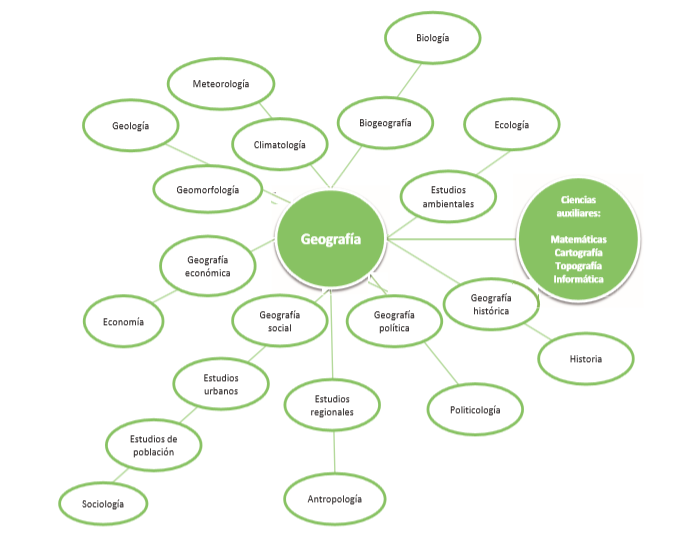 Biología
Meteorología
Geología
Biogeografía
Ecología
Climatología
Geomorfología
Estudios
ambientales
Ciencias
auxiliares:
Matemáticas
Cartografía
Topografía
Informática
Geografía
Geografía
económica
Geografía
histórica
Economía
Geografía
social
Geografía
política
Historia
Estudios
urbanos
Estudios
regionales
Politicología
Estudios de
población
Sociología
Antropología